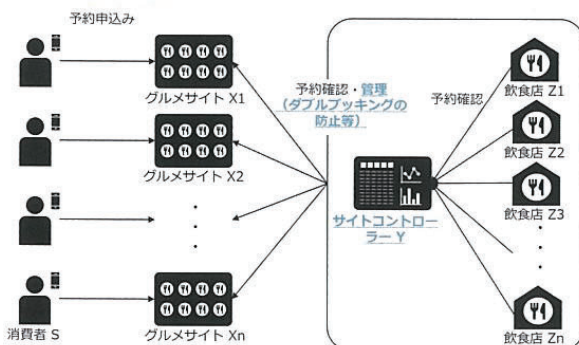 予約申込み
グルメサイト X1
グルメサイト X2
グルメサイト Xn
消費者 S
予約確認・管理
（ダブルブッキングの
防止等）
サイトコントロー
ラー Y
予約確認
飲食店 Z1
飲食店 Z2
飲食店 Z3
飲食店 Zn